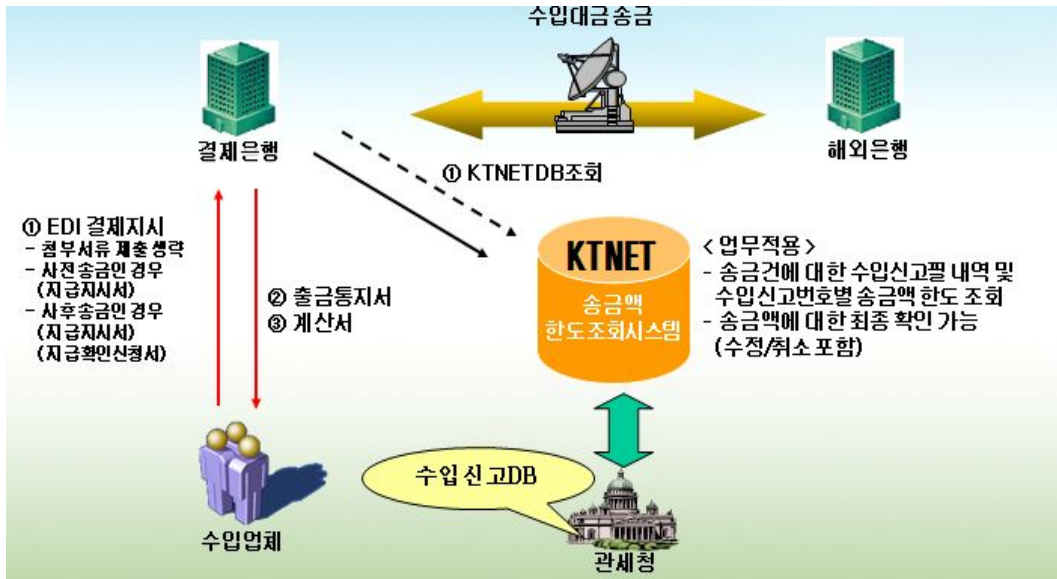 수입대금송금
결제은행
해외은행
① KTNETDB조회
① EDI 결제지시
- 첨부서류 제출 생략
- 사전송금인 경우
(지급지시서)
- 사후송금인 경우
(지급지시서)
(지급확인신청서)
② 출금통지서
③ 계산서
KTNET
송금액
한도조회시스템
< 업무적용 >
- 송금건에 대한 수입신고필 내역 및
수입신고번호별 송금액 한도 조회
- 송금액에 대한 최종 확인 가능
(수정/취소 포함)
수입신고DB
수입업체
관세청